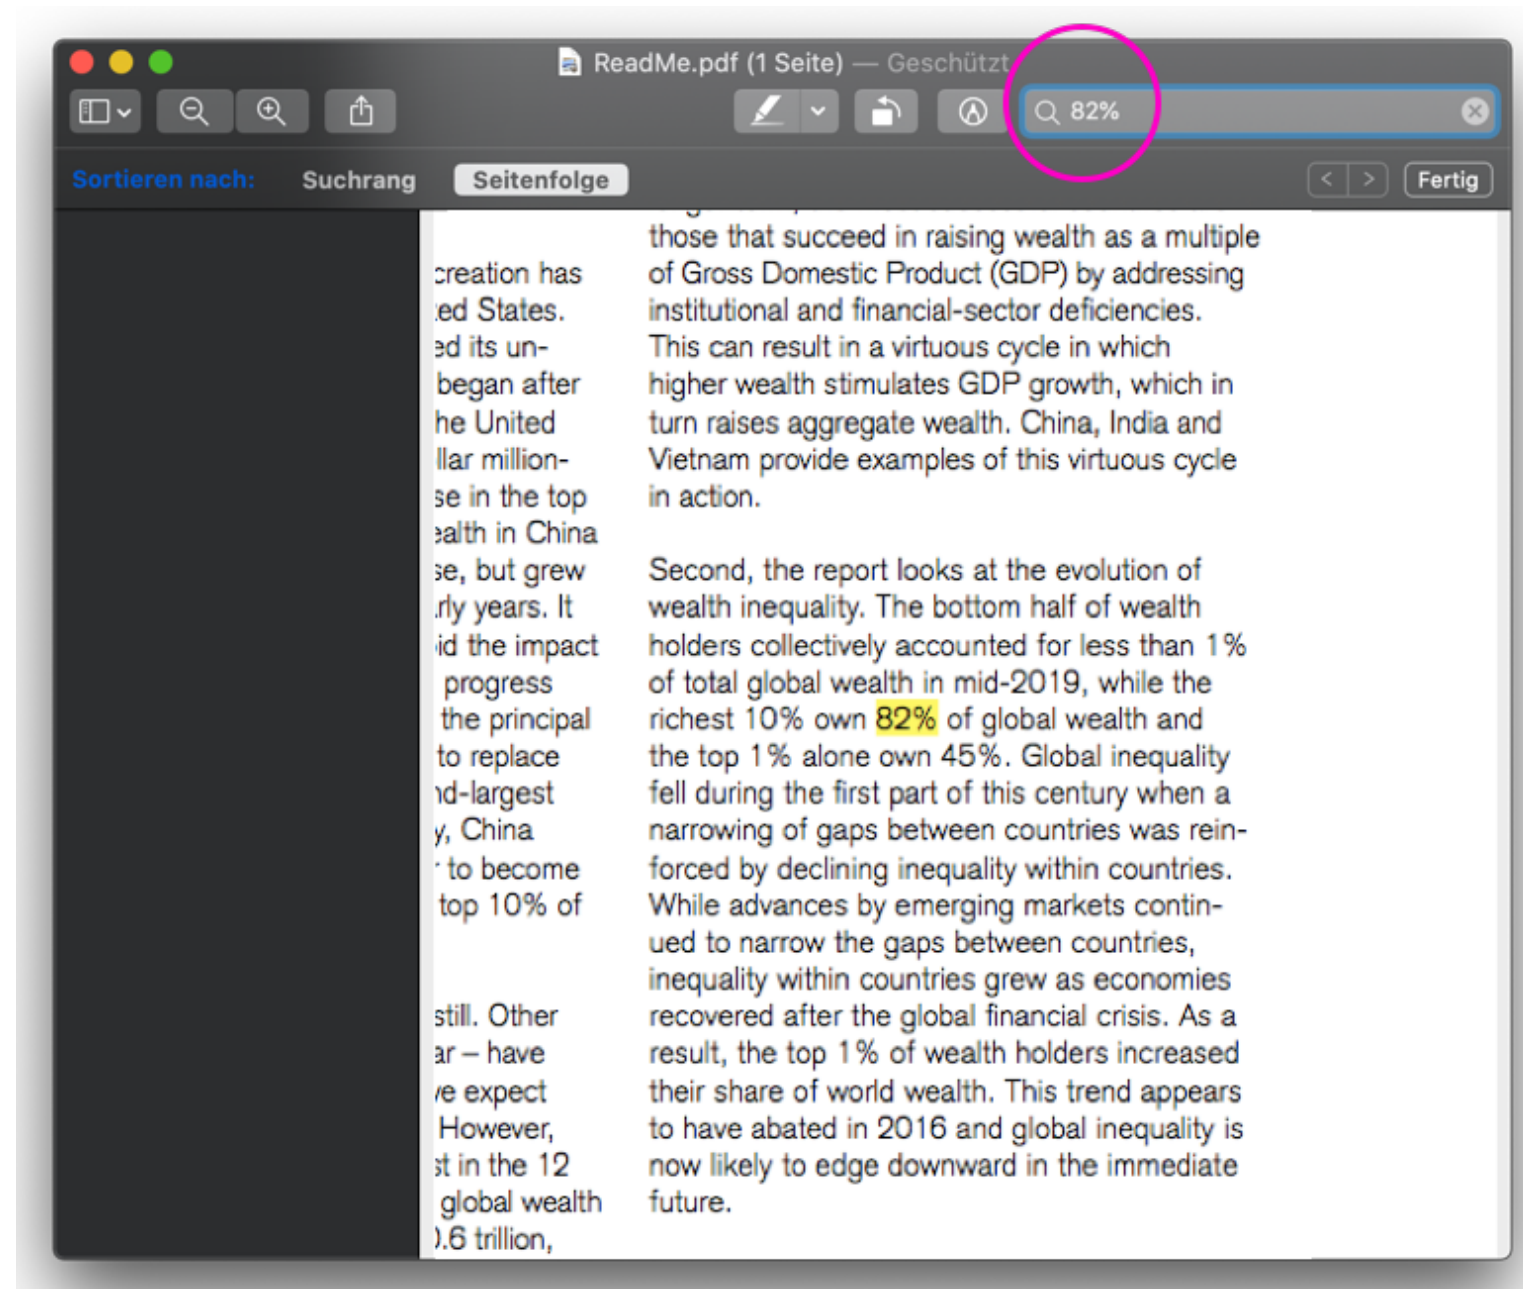 ReadMe.pdf (1 Seite) — Geschützt
82%
Sortieren nach: Suchrang Seitenfolge < > Fertig
creation has
ed States.
ed its un-
began after
he United
llar million-
se in the top
ealth in China
se, but grew
rly years. It
id the impact
progress
the principal
to replace
nd-largest
y, China
to become
top 10% of
still. Other
ar – have
ve expect
However,
st in the 12
global wealth
0.6 trillion,
those that succeed in raising wealth as a multiple
of Gross Domestic Product (GDP) by addressing
institutional and financial-sector deficiencies.
This can result in a virtuous cycle in which
higher wealth stimulates GDP growth, which in
turn raises aggregate wealth. China, India and
Vietnam provide examples of this virtuous cycle
in action.
Second, the report looks at the evolution of
wealth inequality. The bottom half of wealth
holders collectively accounted for less than 1%
of total global wealth in mid-2019, while the
richest 10% own 82% of global wealth and
the top 1% alone own 45%. Global inequality
fell during the first part of this century when a
narrowing of gaps between countries was rein-
forced by declining inequality within countries.
While advances by emerging markets contin-
ued to narrow the gaps between countries,
inequality within countries grew as economies
recovered after the global financial crisis. As a
result, the top 1% of wealth holders increased
their share of world wealth. This trend appears
to have abated in 2016 and global inequality is
now likely to edge downward in the immediate
future.